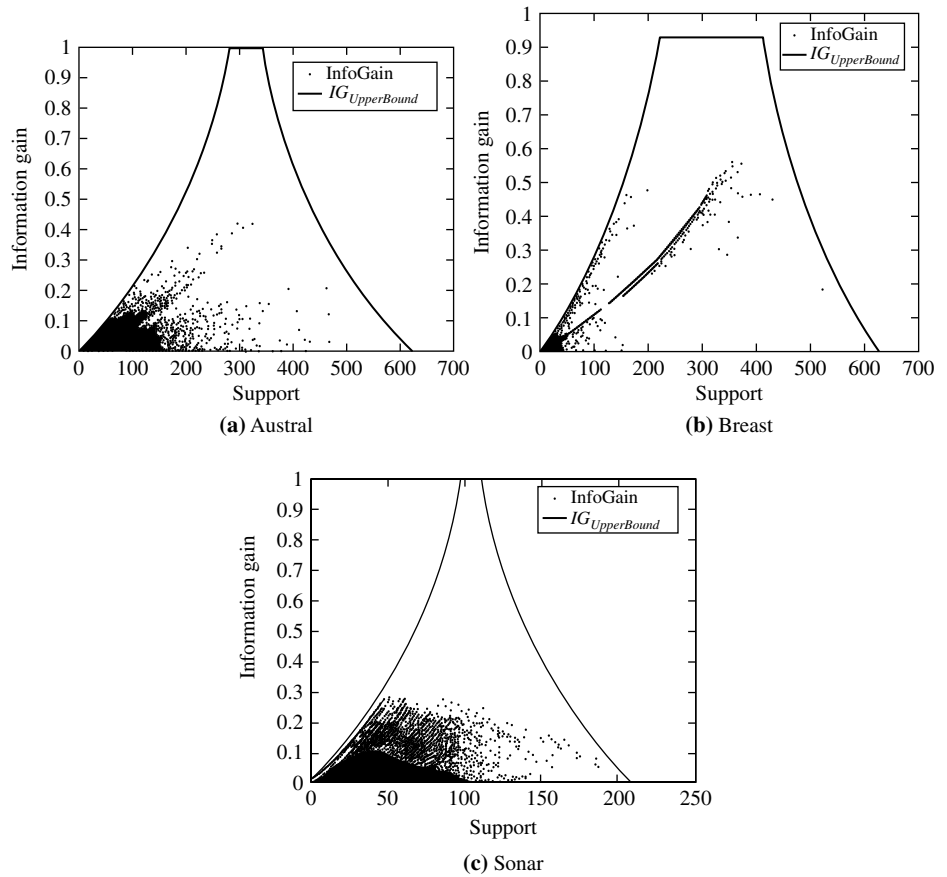 1
0.9
0.8
0.7
0.6
0.5
0.4
0.3
0.2
0.1
0
Information gain
InfoGain
IG_UpperBound
0 100 200 300 400 500 600 700
Support
(a) Austral
1
0.9
0.8
0.7
0.6
0.5
0.4
0.3
0.2
0.1
0
Information gain
InfoGain
IG_UpperBound
0 100 200 300 400 500 600 700
Support
(b) Breast
1
0.9
0.8
0.7
0.6
0.5
0.4
0.3
0.2
0.1
0
Information gain
InfoGain
IG_UpperBound
0 50 100 150 200 250
Support
(c) Sonar